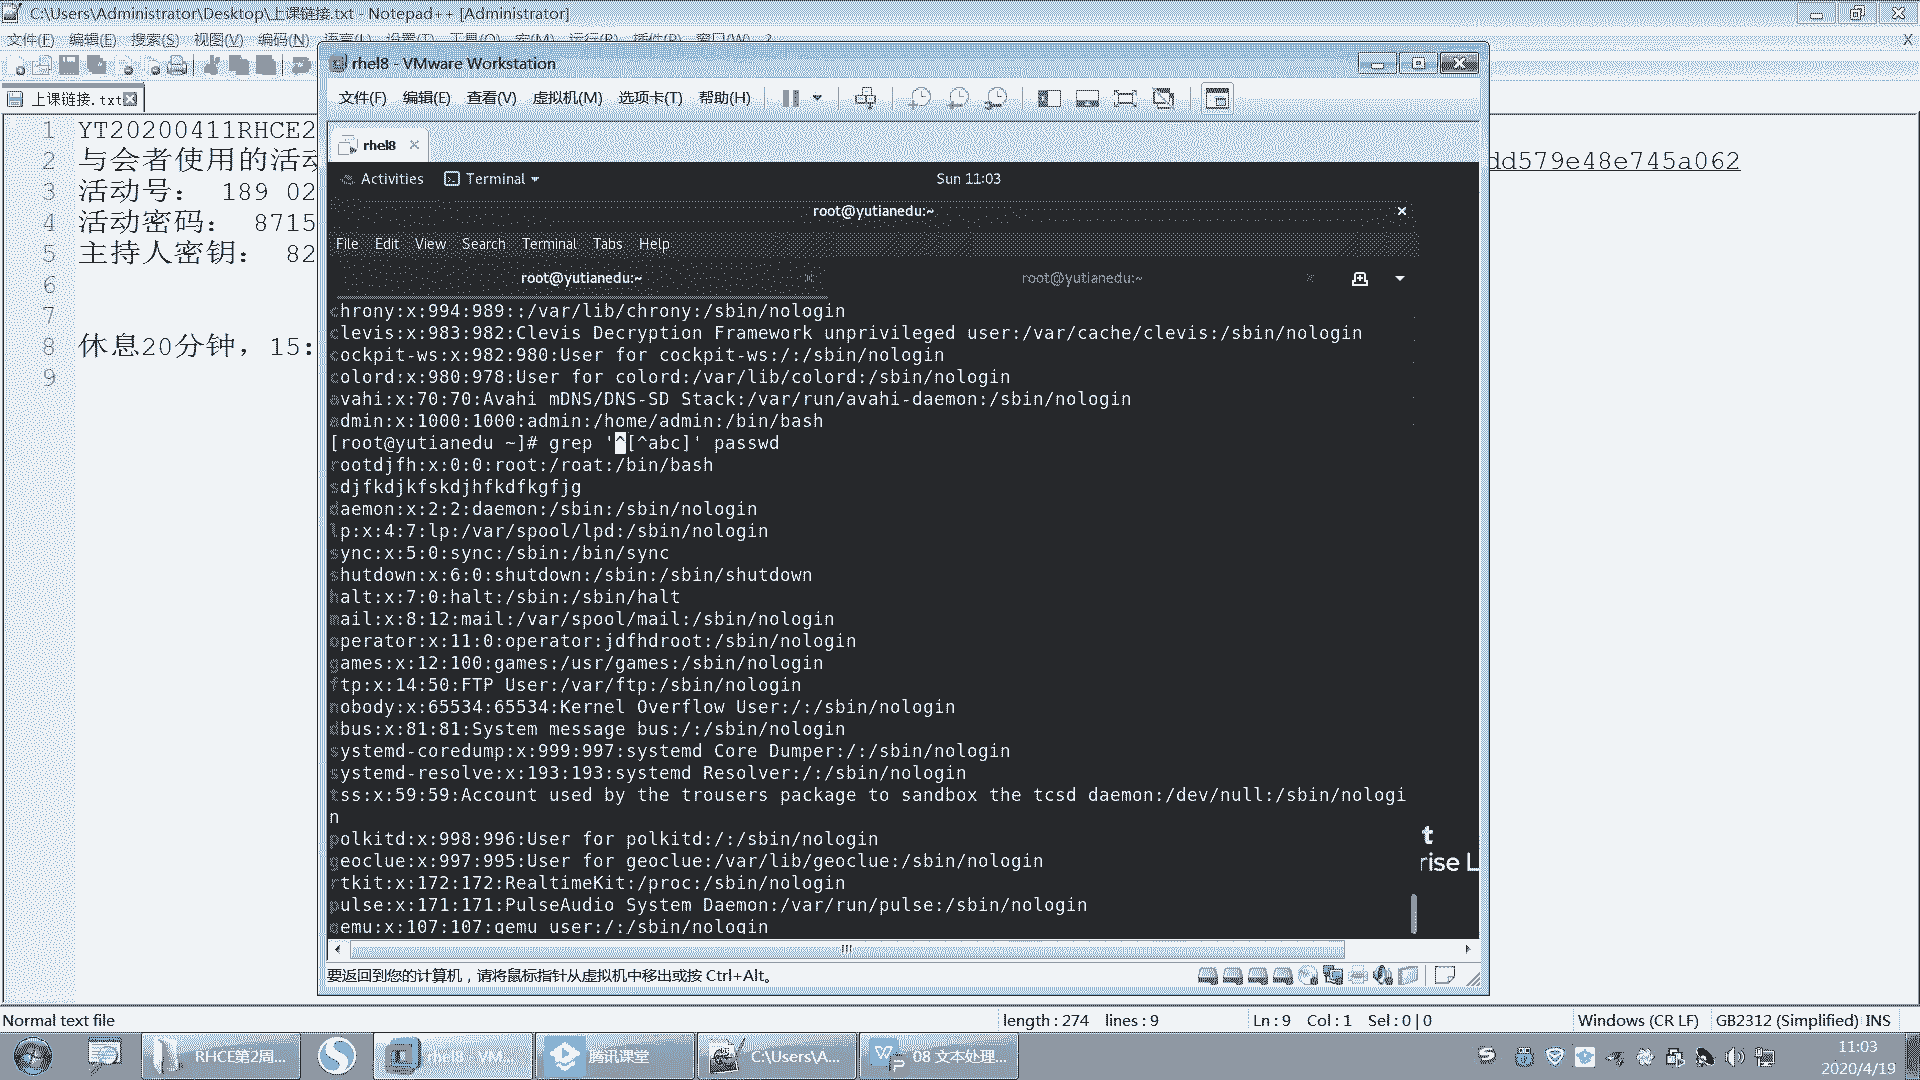 C:\Users\Administrator\Desktop\上课链接.txt - Notepad++ [Administrator]
文件(F) 编辑(E) 搜索(S) 视图(V) 编码(N) 语言(L) 设置(T) 工具(O) 宏(M) 运行(R) 插件(P) 窗口(W) ?
X
上课链接.txt
1 YT20200411RHCE2
2 与会者使用的活动
dd579e48e745a062
3 活动号： 189 02
4 活动密码： 8715
5 主持人密钥： 82
6
7
8 休息20分钟，15：
9
rhel8 - VMware Workstation
文件(F) 编辑(E) 查看(V) 虚拟机(M) 选项卡(T) 帮助(H)
rhel8
Activities Terminal Sun 11:03
root@yutianedu:~
File Edit View Search Terminal Tabs Help
root@yutianedu:~ root@yutianedu:~
chrony:x:994:989::/var/lib/chrony:/sbin/nologin
clevis:x:983:982:Clevis Decryption Framework unprivileged user:/var/cache/clevis:/sbin/nologin
cockpit-ws:x:982:980:User for cockpit-ws:/:/sbin/nologin
colord:x:980:978:User for colord:/var/lib/colord:/sbin/nologin
avahi:x:70:70:Avahi mDNS/DNS-SD Stack:/var/run/avahi-daemon:/sbin/nologin
admin:x:1000:1000:admin:/home/admin:/bin/bash
[root@yutianedu ~]# grep '^[^abc]' passwd
rootdjfh:x:0:0:root:/roat:/bin/bash
sdjfkdjkfskdjhfkdfkgfjg
daemon:x:2:2:daemon:/sbin:/sbin/nologin
lp:x:4:7:lp:/var/spool/lpd:/sbin/nologin
sync:x:5:0:sync:/sbin:/bin/sync
shutdown:x:6:0:shutdown:/sbin:/sbin/shutdown
halt:x:7:0:halt:/sbin:/sbin/halt
mail:x:8:12:mail:/var/spool/mail:/sbin/nologin
operator:x:11:0:operator:jdfhdroot:/sbin/nologin
games:x:12:100:games:/usr/games:/sbin/nologin
ftp:x:14:50:FTP User:/var/ftp:/sbin/nologin
nobody:x:65534:65534:Kernel Overflow User:/:/sbin/nologin
dbus:x:81:81:System message bus:/:/sbin/nologin
systemd-coredump:x:999:997:systemd Core Dumper:/:/sbin/nologin
systemd-resolve:x:193:193:systemd Resolver:/:/sbin/nologin
tss:x:59:59:Account used by the trousers package to sandbox the tcsd daemon:/dev/null:/sbin/nologi
n
polkitd:x:998:996:User for polkitd:/:/sbin/nologin
geoclue:x:997:995:User for geoclue:/var/lib/geoclue:/sbin/nologin
rtkit:x:172:172:RealtimeKit:/proc:/sbin/nologin
pulse:x:171:171:PulseAudio System Daemon:/var/run/pulse:/sbin/nologin
qemu:x:107:107:qemu user:/:/sbin/nologin
t
rise L
要返回到您的计算机，请将鼠标指针从虚拟机中移出或按 Ctrl+Alt。
Normal text file length : 274 lines : 9 Ln : 9 Col : 1 Sel : 0 | 0 Windows (CR LF) GB2312 (Simplified) INS
RHCE第2周... rhel8 - VM... 腾讯课堂 C:\Users\A... 08 文本处理...
11:03
2020/4/19